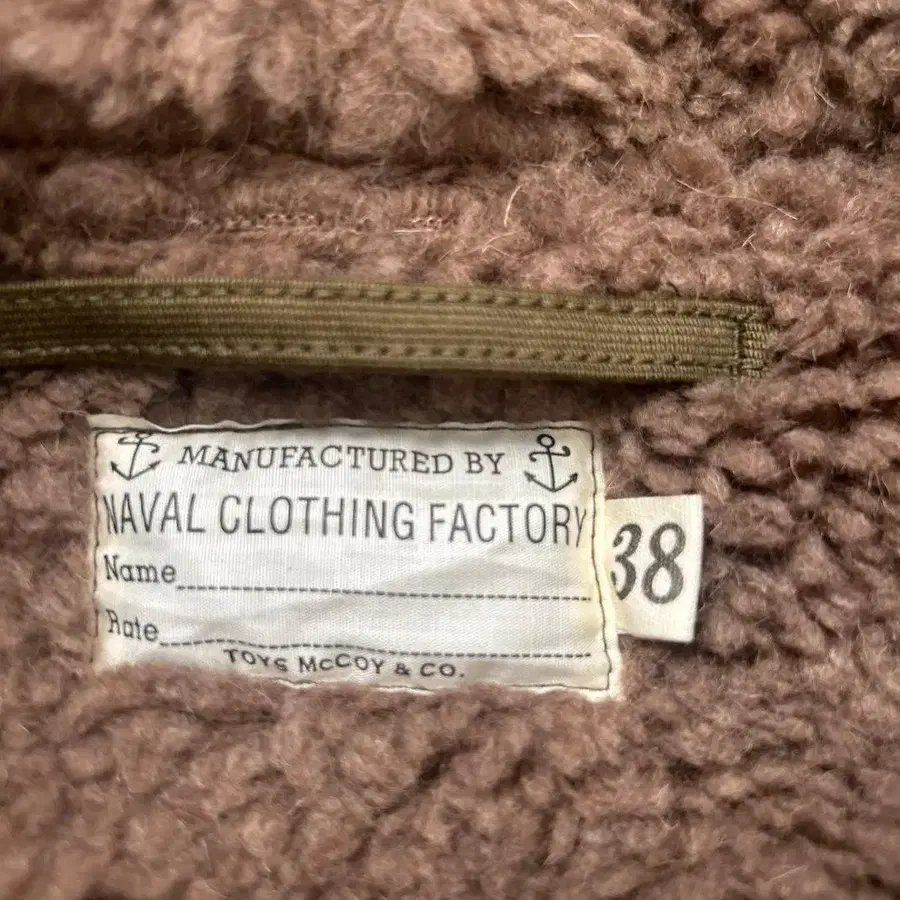 MANUFACTURED BY
NAVAL CLOTHING FACTORY
38
Name
Rate
TOYS McCOY & CO.